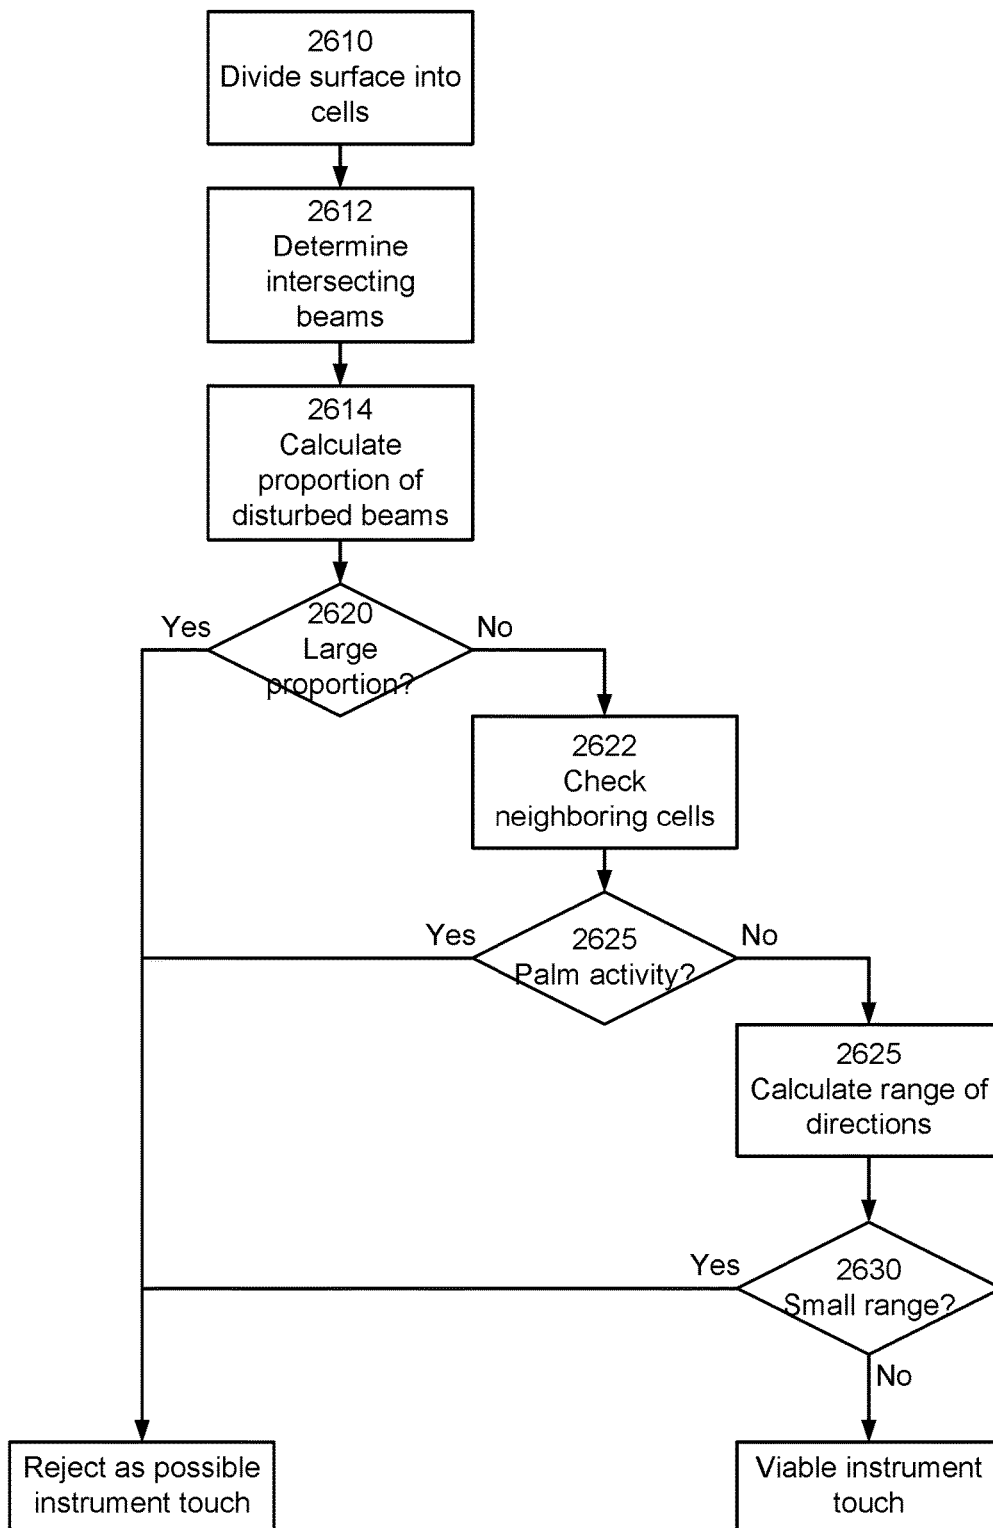 2610
Divide surface into
cells
2612
Determine
intersecting
beams
2614
Calculate
proportion of
disturbed beams
2620
Large
proportion?
Yes
No
2622
Check
neighboring cells
2625
Palm activity?
Yes
No
2625
Calculate range of
directions
2630
Small range?
Yes
No
Reject as possible
instrument touch
Viable instrument
touch